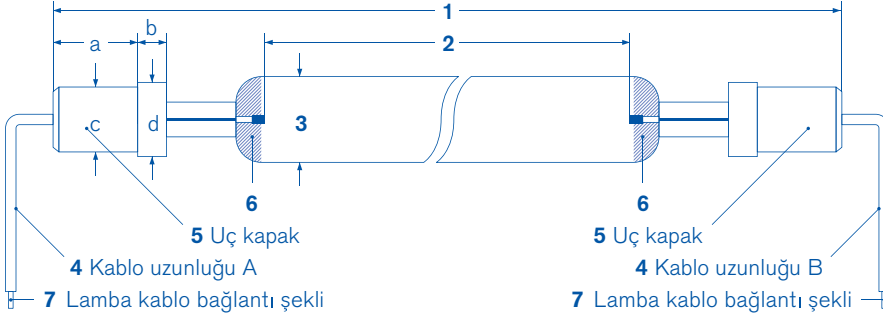 1
b
a
2
c
d
3
6
6
5 Uç kapak
5 Uç kapak
4 Kablo uzunluğu A
4 Kablo uzunluğu B
7 Lamba kablo bağlantı şekli
7 Lamba kablo bağlantı şekli